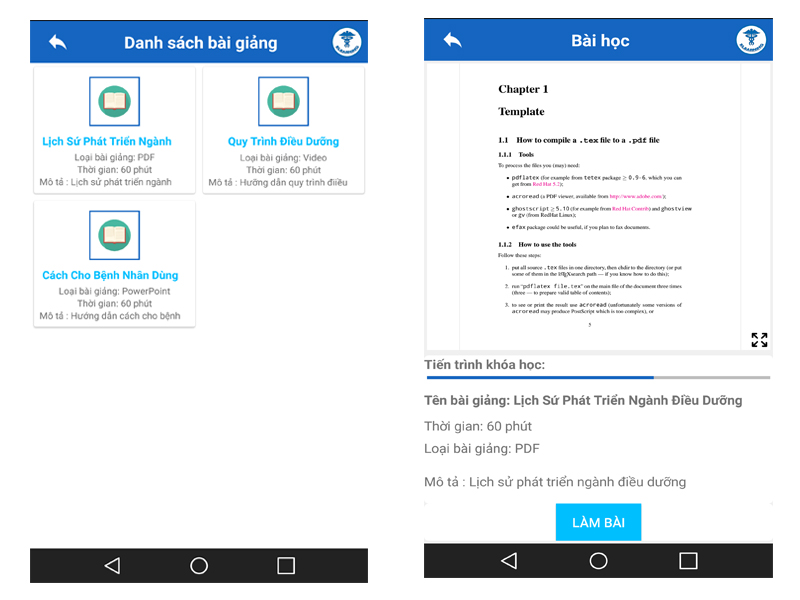 Danh sách bài giảng
Lịch Sứ Phát Triển Ngành
Loại bài giảng: PDF
Thời gian: 60 phút
Mô tả : Lịch sử phát triển ngành
Quy Trình Điều Dưỡng
Loại bài giảng: Video
Thời gian: 60 phút
Mô tả : Hướng dẫn quy trình điều
Cách Cho Bệnh Nhân Dùng
Loại bài giảng: PowerPoint
Thời gian: 60 phút
Mô tả : Hướng dẫn cách cho bệnh
Bài học
Chapter 1
Template
1.1 How to compile a .tex file to a .pdf file
1.1.1 Tools
To process the files you (may) need:
• pdflatex (for example from tetex package ≥ 0.9-6, which you can
get from Red Hat 5.2);
• acroread (a PDF viewer, available from http://www.adobe.com/);
• ghostscript ≥ 5.10 (for example from Red Hat Contrib) and ghostview
or gv (from RedHat Linux);
• efax package could be useful, if you plan to fax documents.
1.1.2 How to use the tools
Follow these steps:
1. put all source .tex files in one directory, then chdir to the directory (or put
some of them in the LATEXsearch path — if you know how to do this);
2. run "pdflatex file.tex" on the main file of the document three times
(three — to prepare valid table of contents);
3. to see or print the result use acroread (unfortunately some versions of
acroread may produce PostScript which is too complex), or
5
Tiến trình khóa học:
Tên bài giảng: Lịch Sứ Phát Triển Ngành Điều Dưỡng
Thời gian: 60 phút
Loại bài giảng: PDF
Mô tả : Lịch sử phát triển ngành điều dưỡng
LÀM BÀI